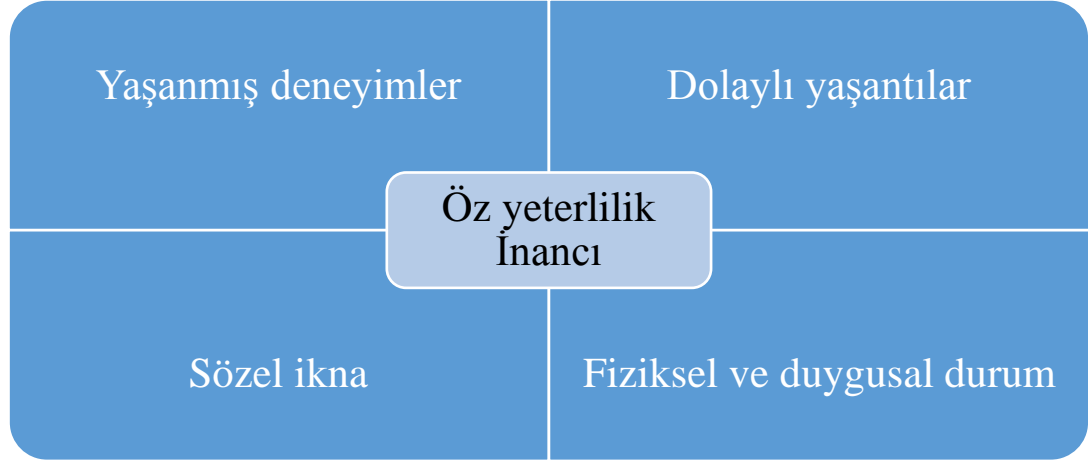 Yaşanmış deneyimler
Dolaylı yaşantılar
Öz yeterlilik
İnancı
Sözel ikna
Fiziksel ve duygusal durum